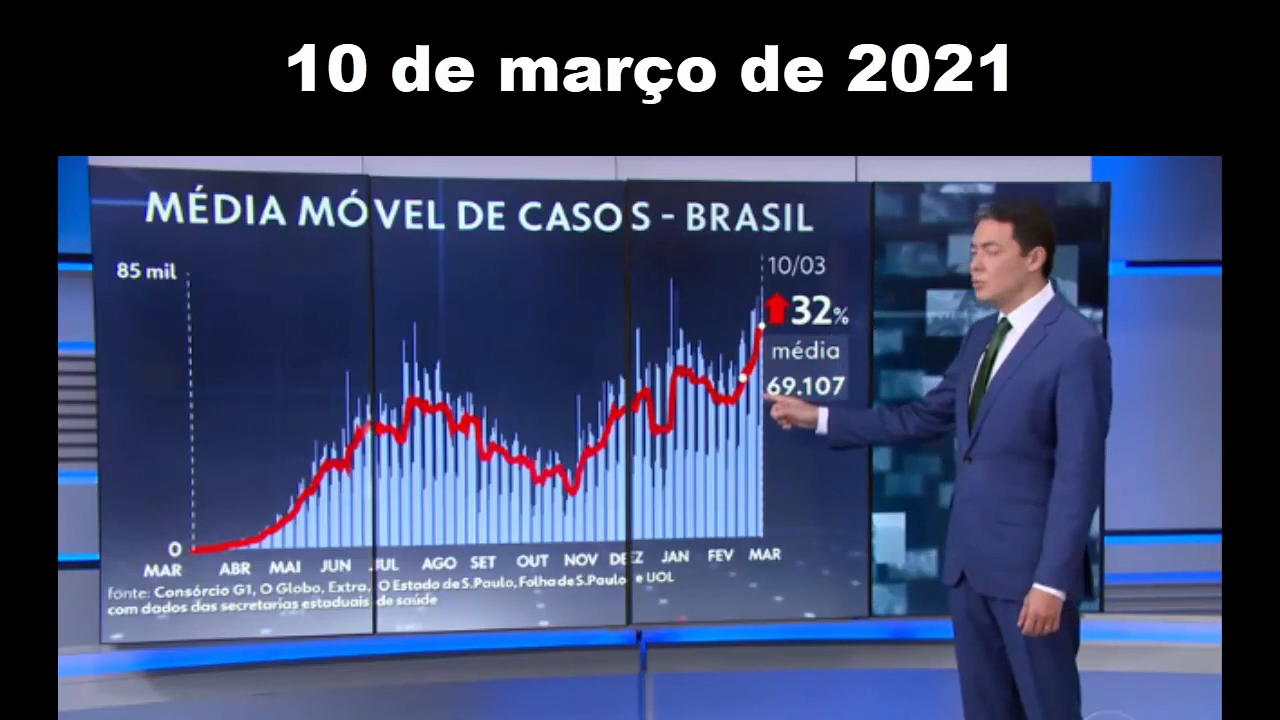 10 de março de 2021
MÉDIA MÓVEL DE CASOS - BRASIL
85 mil
10/03
32%
média
69.107
0
MAR ABR MAI JUN JUL AGO SET OUT NOV DEZ JAN FEV MAR
fonte: Consórcio G1, O Globo, Extra, O Estado de S.Paulo, Folha de S.Paulo e UOL
com dados das secretarias estaduais de saúde